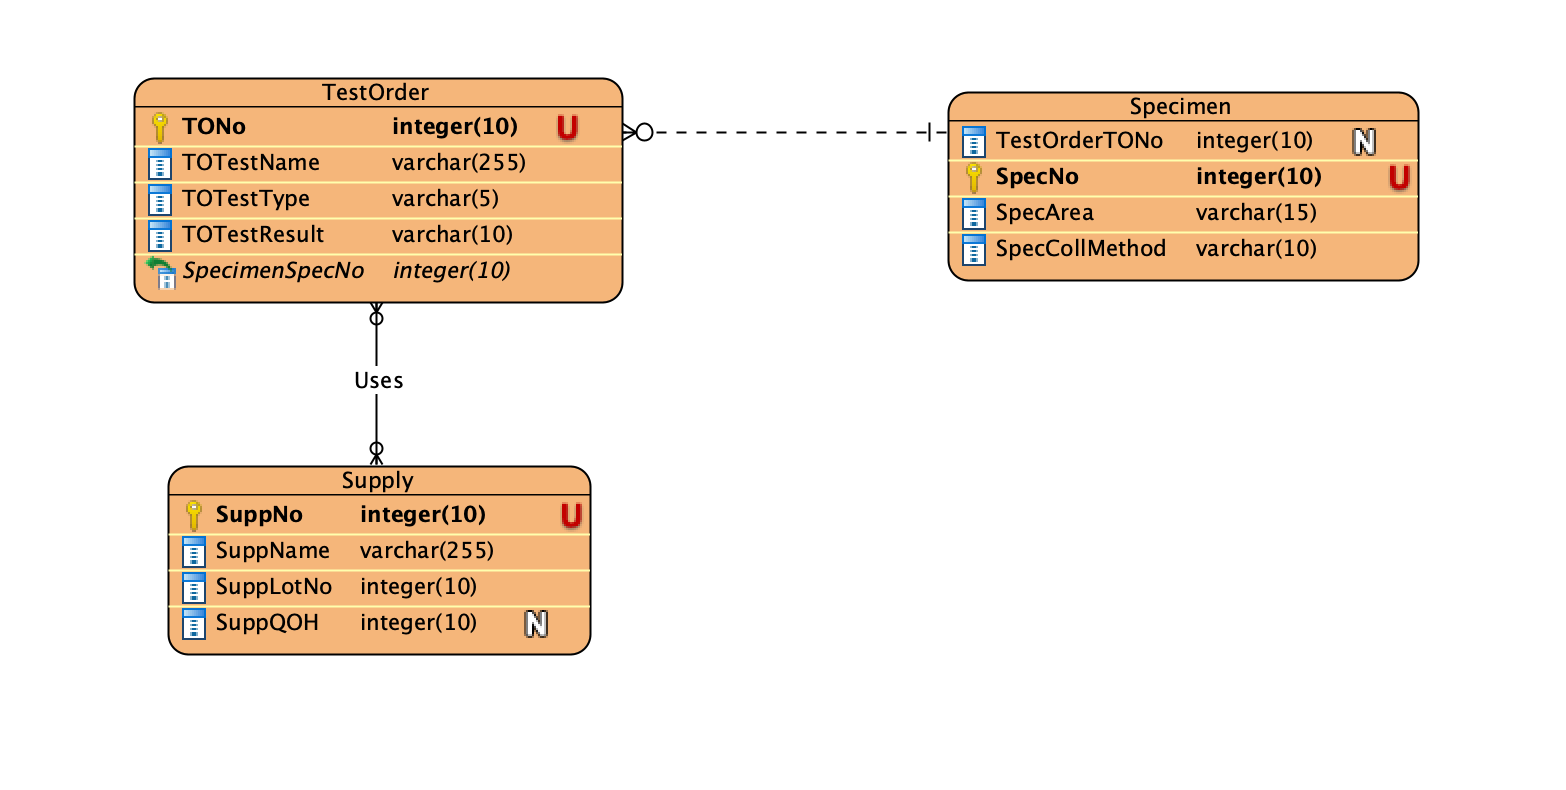 TestOrder
TONo integer(10) U
TOTestName varchar(255)
TOTestType varchar(5)
TOTestResult varchar(10)
SpecimenSpecNo integer(10)
Specimen
TestOrderTONo integer(10) N
SpecNo integer(10) U
SpecArea varchar(15)
SpecCollMethod varchar(10)
Uses
Supply
SuppNo integer(10) U
SuppName varchar(255)
SuppLotNo integer(10)
SuppQOH integer(10) N